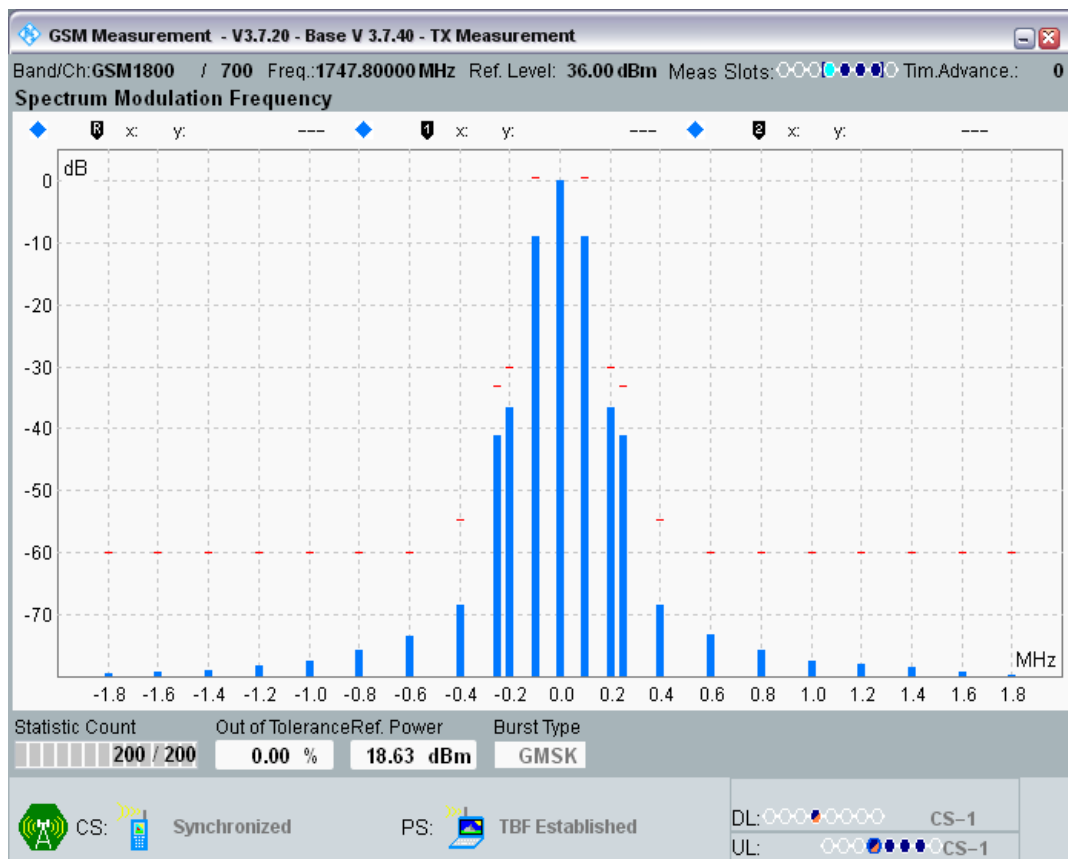 GSM Measurement - V3.7.20 - Base V 3.7.40 - TX Measurement
Band/Ch:GSM1800 / 700 Freq.:1747.80000 MHz Ref. Level: 36.00 dBm Meas Slots: Tim.Advance.: 0
Spectrum Modulation Frequency
R x: y: --- 1 x: y: --- 2 x: y: ---
dB
0
-10
-20
-30
-40
-50
-60
-70
MHz
-1.8 -1.6 -1.4 -1.2 -1.0 -0.8 -0.6 -0.4 -0.2 0.0 0.2 0.4 0.6 0.8 1.0 1.2 1.4 1.6 1.8
Statistic Count Out of Tolerance Ref. Power Burst Type
200 / 200 0.00 % 18.63 dBm GMSK
CS: Synchronized PS: TBF Established
DL: CS-1
UL: CS-1